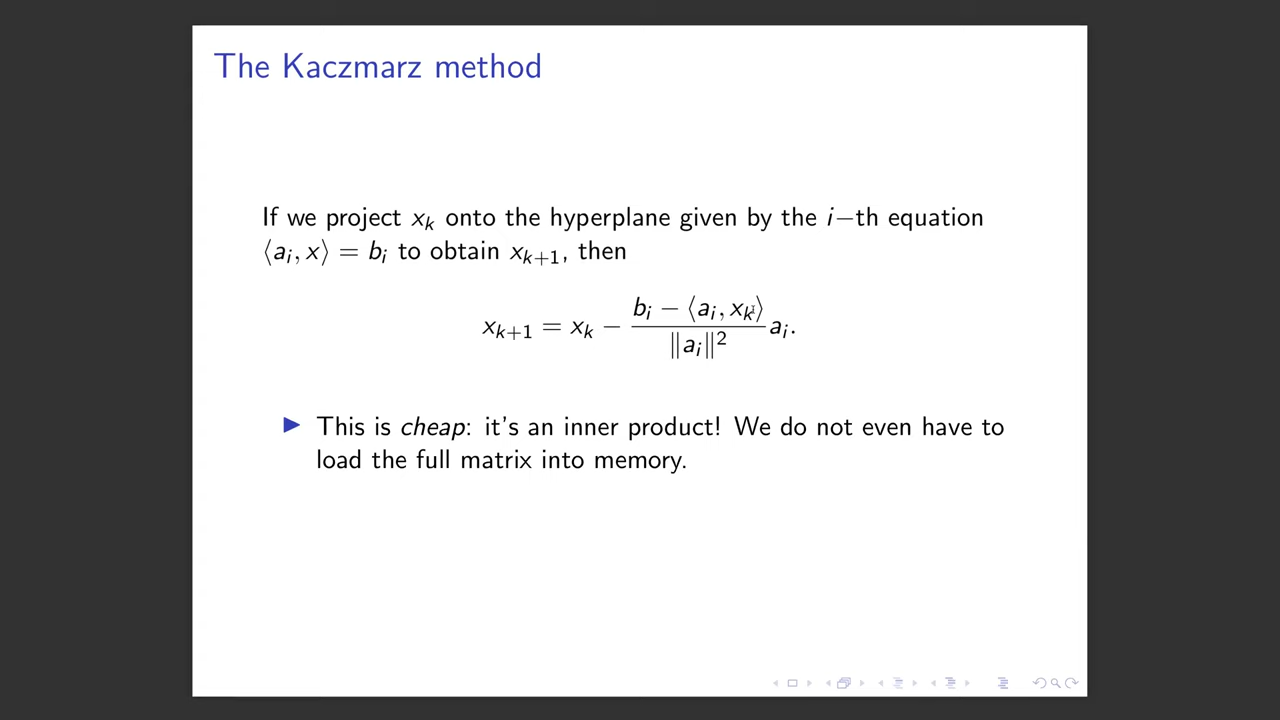 The Kaczmarz method
If we project x_k onto the hyperplane given by the i−th equation
⟨a_i, x⟩ = b_i to obtain x_{k+1}, then
x_{k+1} = x_k − \frac{b_i − ⟨a_i, x_k⟩}{‖a_i‖^2} a_i.
▶ This is cheap: it's an inner product! We do not even have to
load the full matrix into memory.